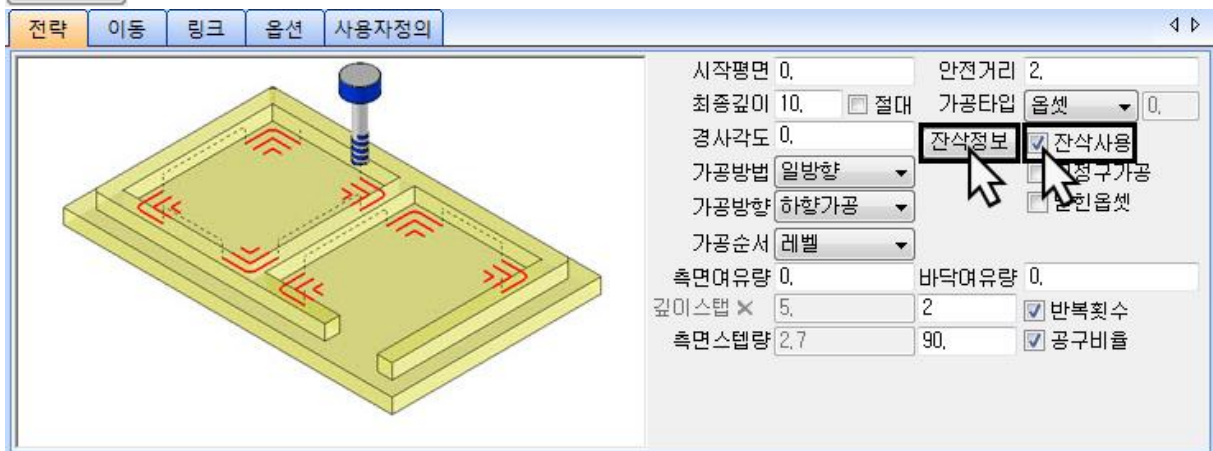 전략 이동 링크 옵션 사용자정의
시작평면 0, 안전거리 2,
최종깊이 10, 절대 가공타입 옵셋 0,
경사각도 0, 잔삭정보 잔삭사용
가공방법 일방향 정구가공
가공방향 하향가공 힌옵셋
가공순서 레벨
측면여유량 0, 바닥여유량 0,
깊이스탭 × 5, 2 반복횟수
측면스텝량 2,7 90, 공구비율